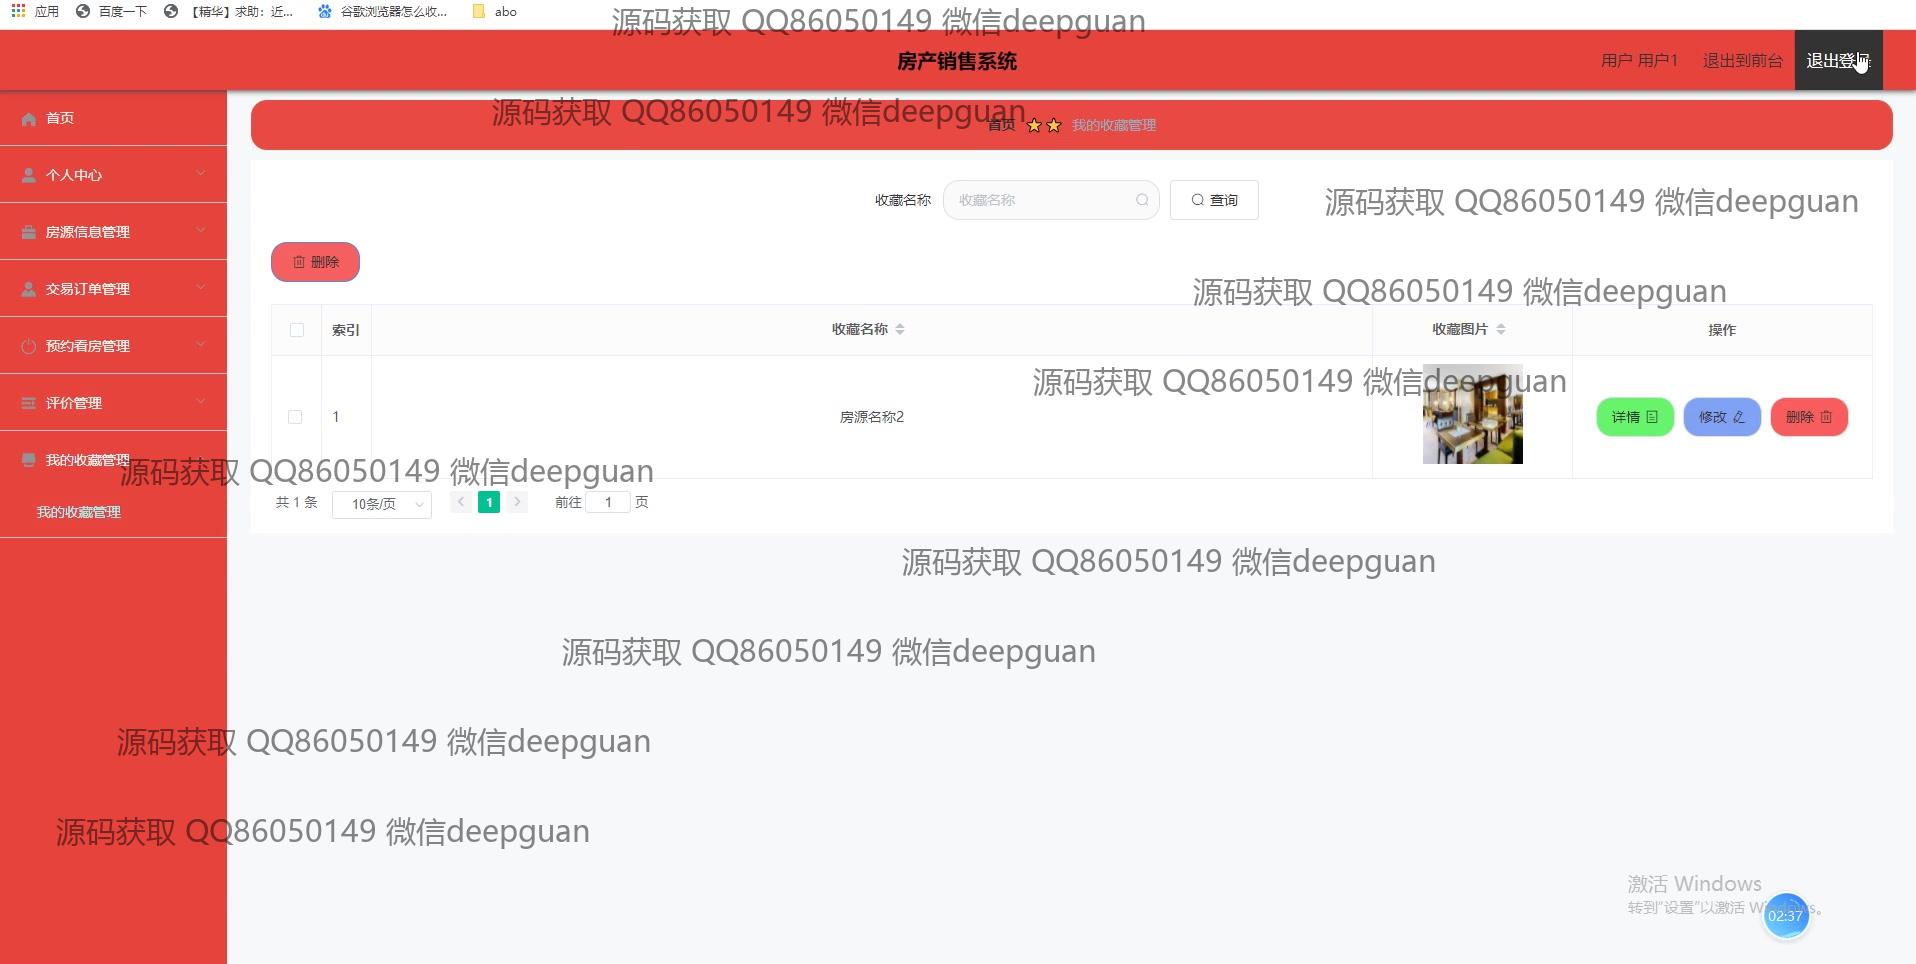 应用 百度一下 【精华】求助：近... 谷歌浏览器怎么收... abo
源码获取 QQ86050149 微信deepguan
房产销售系统
用户 用户1 退出到前台 退出登录
首页
源码获取 QQ86050149 微信deepguan
首页 我的收藏管理
个人中心
收藏名称 收藏名称 查询
源码获取 QQ86050149 微信deepguan
房源信息管理
删除
交易订单管理
源码获取 QQ86050149 微信deepguan
索引 收藏名称 收藏图片 操作
预约看房管理
源码获取 QQ86050149 微信deepguan
评价管理
1 房源名称2 详情 修改 删除
我的收藏管理
源码获取 QQ86050149 微信deepguan
共 1 条 10条/页 1 前往 1 页
我的收藏管理
源码获取 QQ86050149 微信deepguan
源码获取 QQ86050149 微信deepguan
源码获取 QQ86050149 微信deepguan
源码获取 QQ86050149 微信deepguan
激活 Windows
转到"设置"以激活 Windows。
02:37